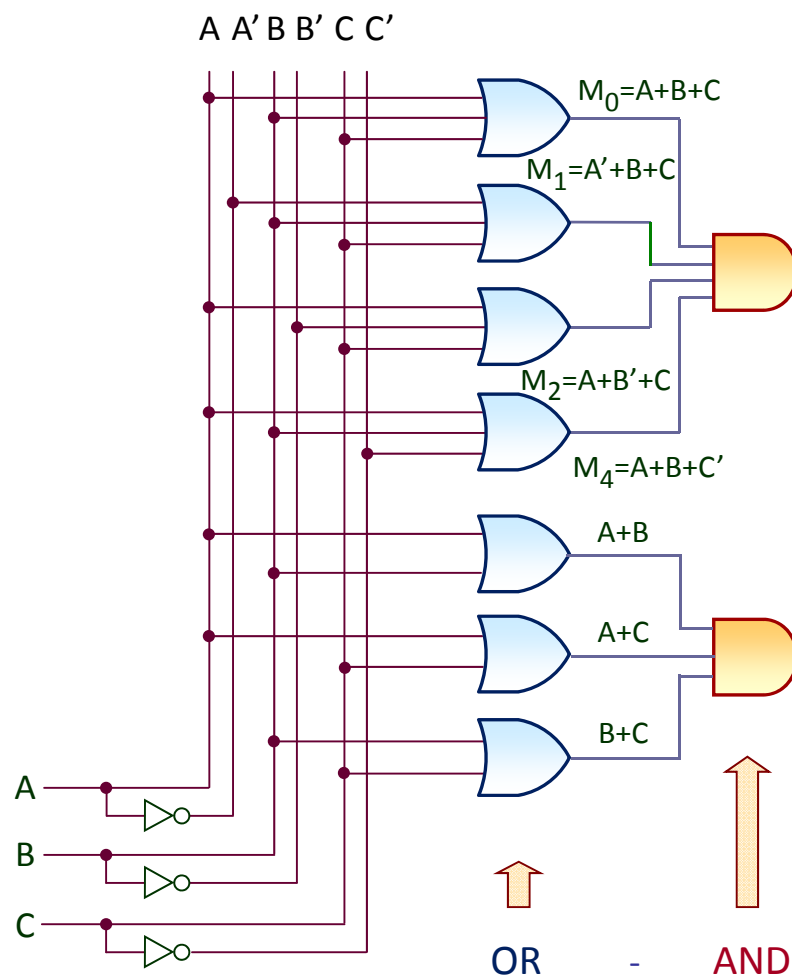 A A’ B B’ C C’
M0=A+B+C
M1=A’+B+C
M2=A+B’+C
M4=A+B+C’
A+B
A+C
B+C
A
B
C
OR - AND